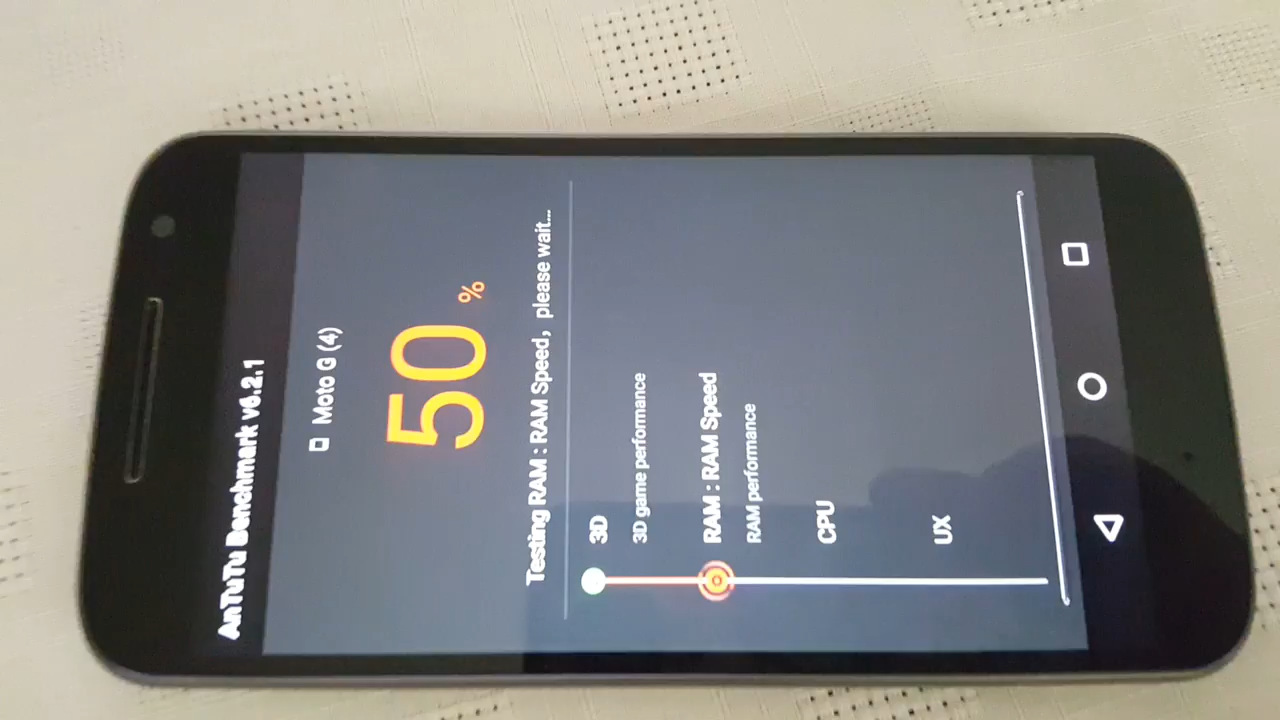 AnTuTu Benchmark v6.2.1
Moto G (4)
50 %
Testing RAM : RAM Speed, please wait...
3D
3D game performance
RAM : RAM Speed
RAM performance
CPU
UX